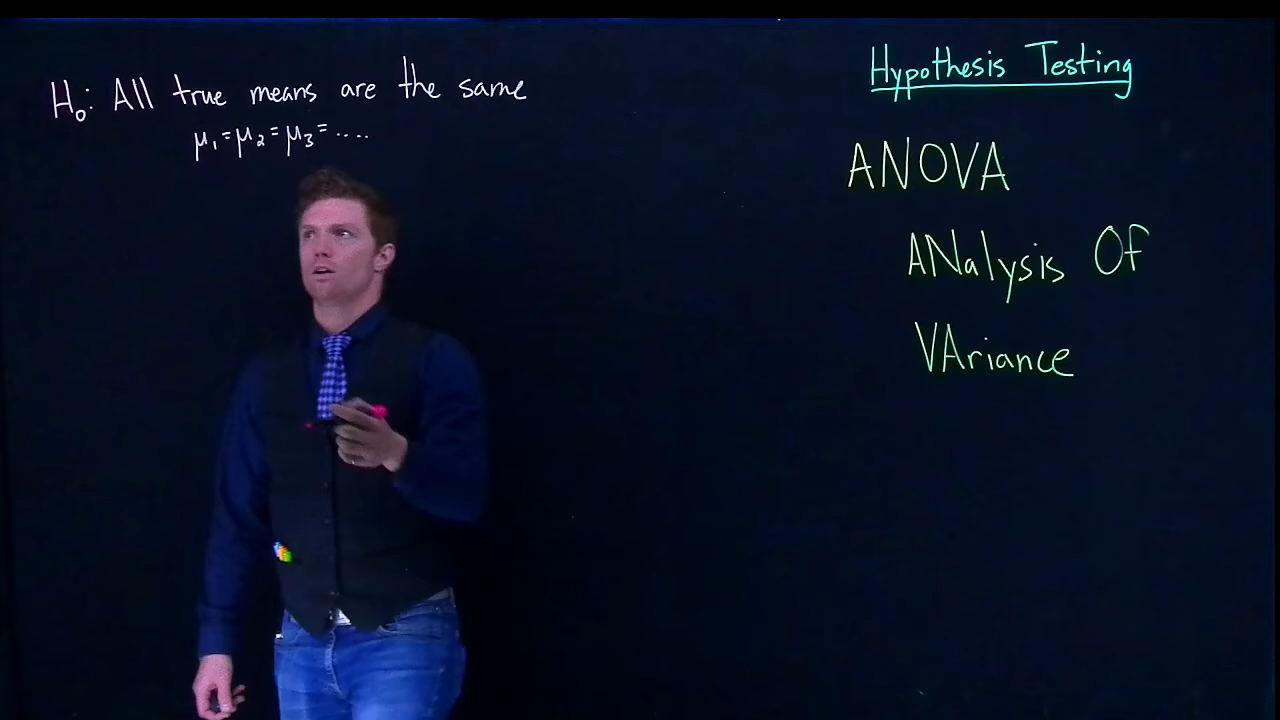 H₀: All true means are the same
μ₁=μ₂=μ₃=....
Hypothesis Testing
ANOVA
ANalysis Of
VAriance